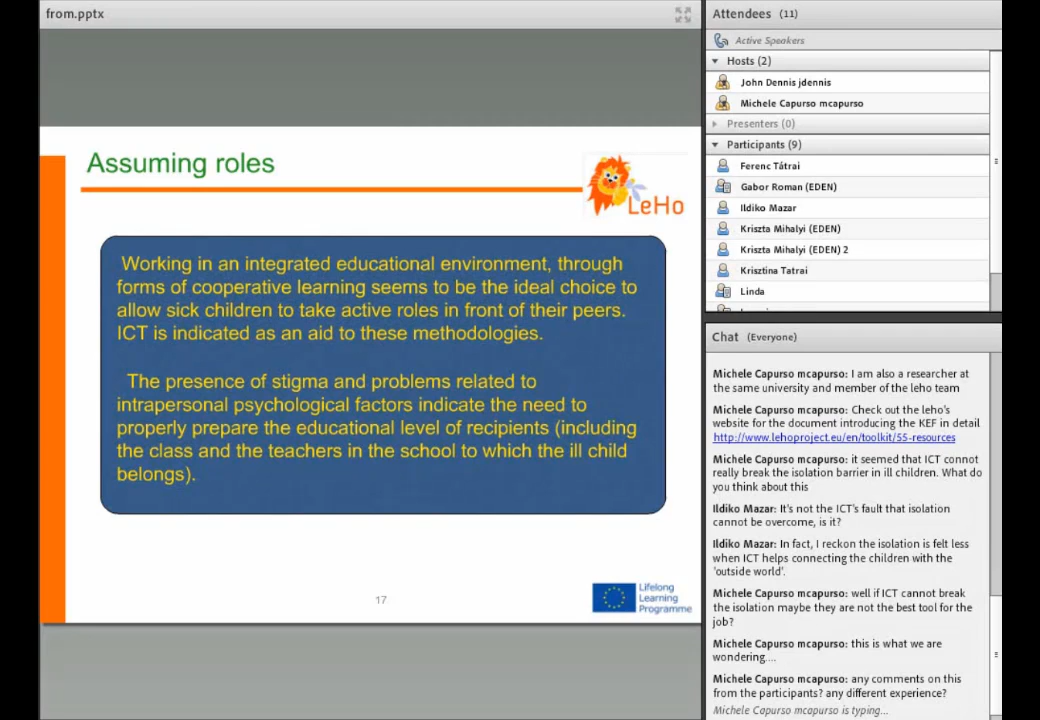 from.pptx
Assuming roles
LeHo
Working in an integrated educational environment, through
forms of cooperative learning seems to be the ideal choice to
allow sick children to take active roles in front of their peers.
ICT is indicated as an aid to these methodologies.
The presence of stigma and problems related to
intrapersonal psychological factors indicate the need to
properly prepare the educational level of recipients (including
the class and the teachers in the school to which the ill child
belongs).
17
Lifelong
Learning
Programme
Attendees (11)
Active Speakers
Hosts (2)
John Dennis jdennis
Michele Capurso mcapurso
Presenters (0)
Participants (9)
Ferenc Tátrai
Gabor Roman (EDEN)
Ildiko Mazar
Kriszta Mihalyi (EDEN)
Kriszta Mihalyi (EDEN) 2
Krisztina Tatrai
Linda
Chat (Everyone)
Michele Capurso mcapurso: I am also a researcher at
the same university and member of the leho team
Michele Capurso mcapurso: Check out the leho's
website for the document introducing the KEF in detail
http://www.lehoproject.eu/en/toolkit/55-resources
Michele Capurso mcapurso: it seemed that ICT connot
really break the isolation barrier in ill children. What do
you think about this
Ildiko Mazar: It's not the ICT's fault that isolation
cannot be overcome, is it?
Ildiko Mazar: In fact, I reckon the isolation is felt less
when ICT helps connecting the children with the
'outside world'.
Michele Capurso mcapurso: well if ICT cannot break
the isolation maybe they are not the best tool for the
job?
Michele Capurso mcapurso: this is what we are
wondering....
Michele Capurso mcapurso: any comments on this
from the participants? any different experience?
Michele Capurso mcapurso is typing...